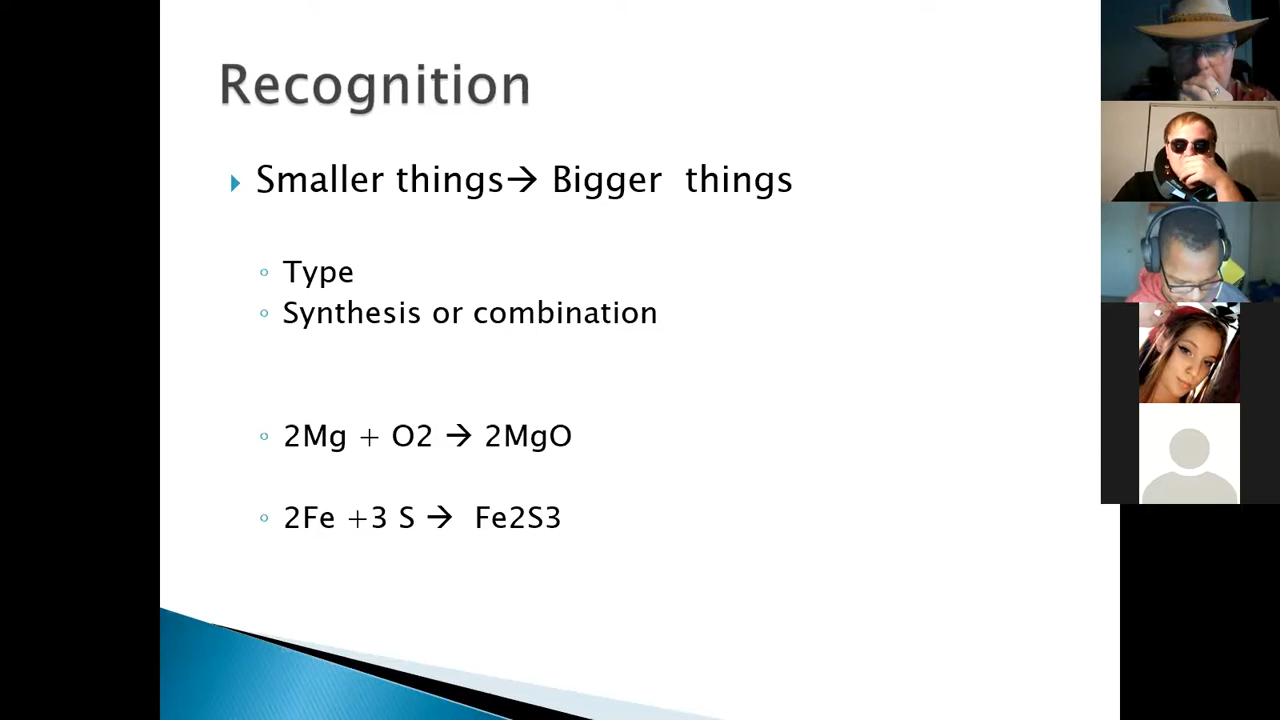 Recognition
Smaller things→ Bigger  things
Type
Synthesis or combination
2Mg + O2 → 2MgO
2Fe +3 S →  Fe2S3